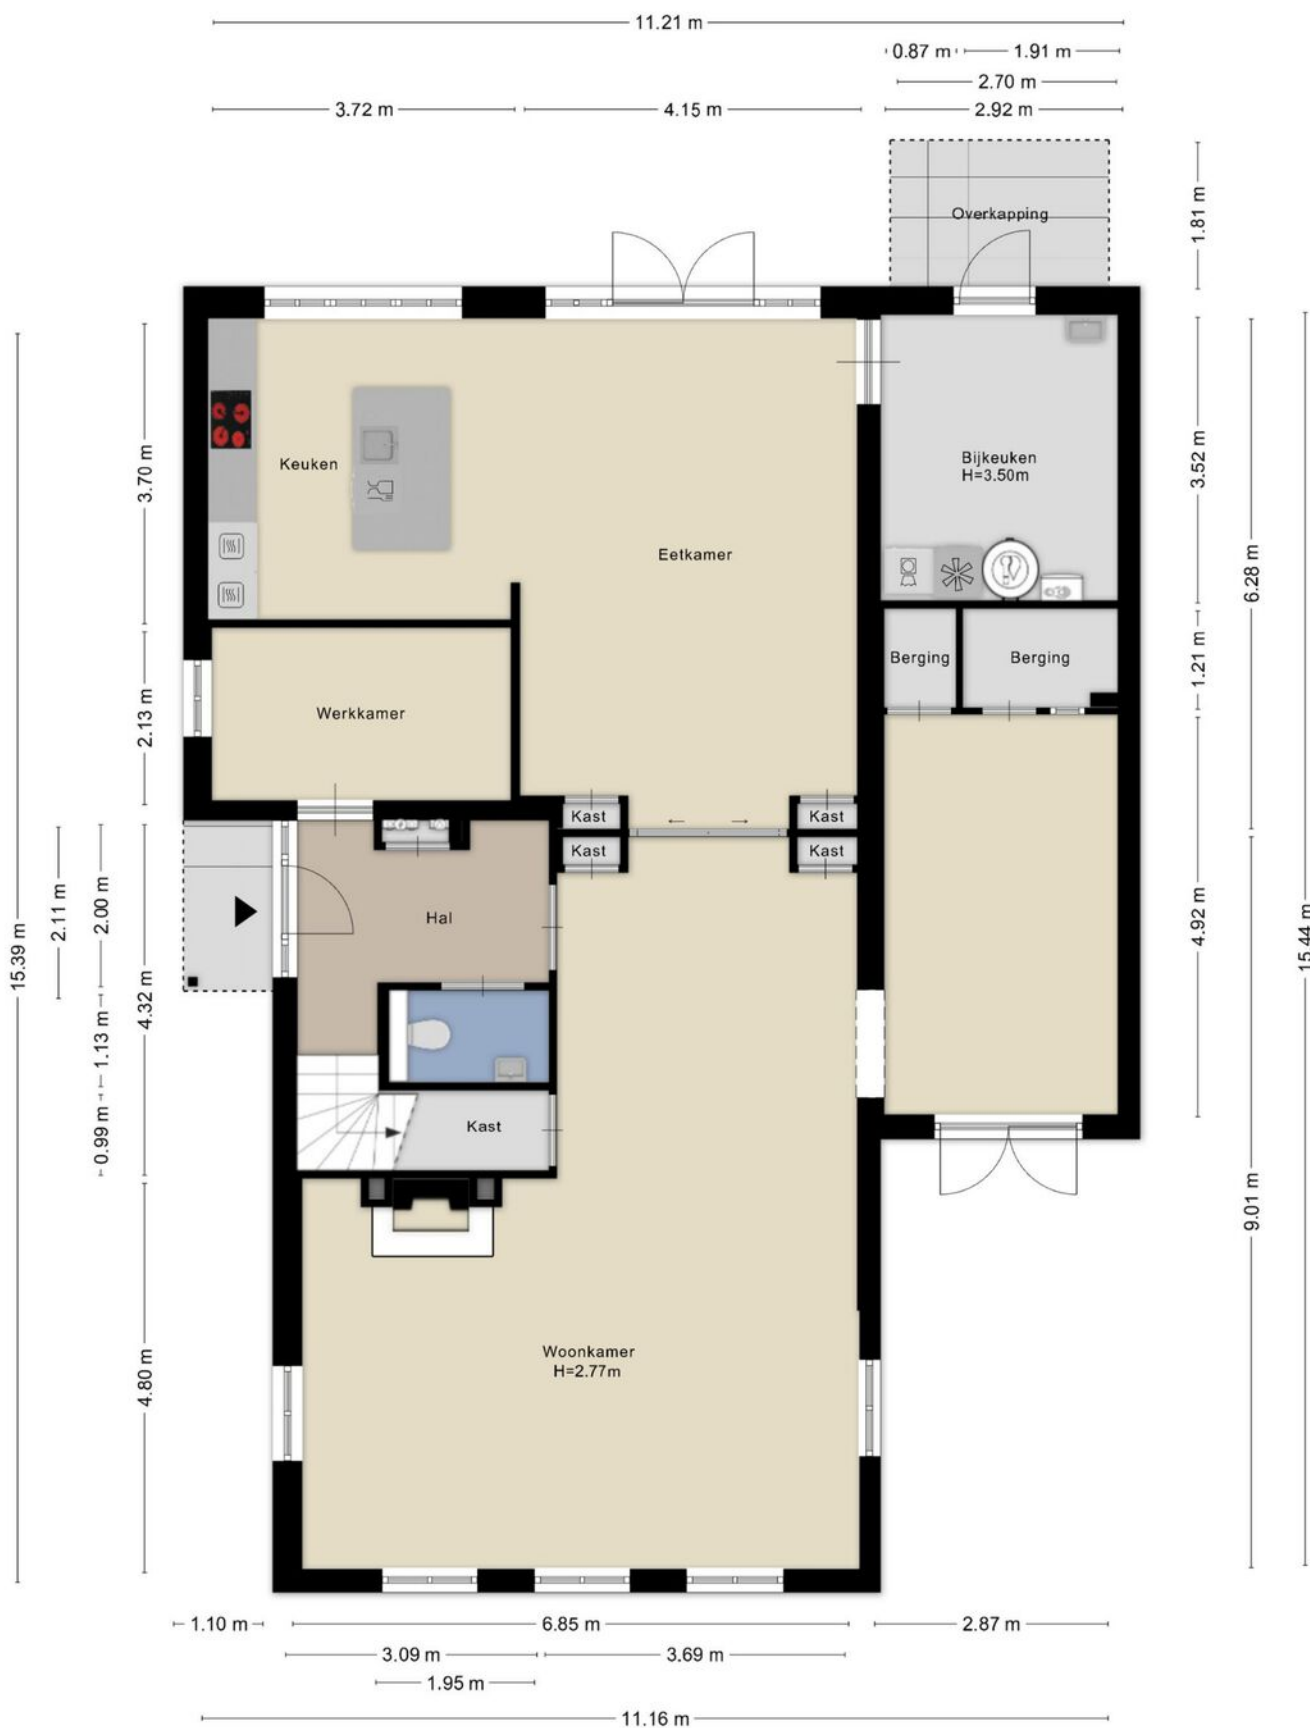 11.21 m
0.87 m
1.91 m
2.70 m
3.72 m
4.15 m
2.92 m
1.81 m
Overkapping
Keuken
Bijkeuken
H=3.50m
3.70 m
3.52 m
Eetkamer
6.28 m
Berging
Berging
1.21 m
Werkkamer
2.13 m
Kast
Kast
Kast
Kast
Hal
15.39 m
2.11 m
2.00 m
4.32 m
4.92 m
15.44 m
1.13 m
0.99 m
Kast
9.01 m
Woonkamer
H=2.77m
4.80 m
1.10 m
6.85 m
2.87 m
3.09 m
3.69 m
1.95 m
11.16 m